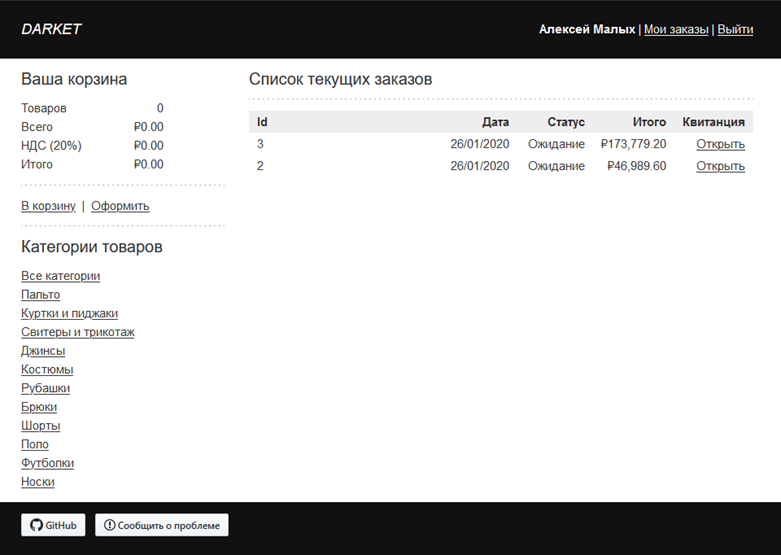 DARKET
Алексей Малых | Мои заказы | Выйти
Ваша корзина
Товаров 0
Всего ₽0.00
НДС (20%) ₽0.00
Итого ₽0.00
В корзину | Оформить
Категории товаров
Все категории
Пальто
Куртки и пиджаки
Свитеры и трикотаж
Джинсы
Костюмы
Рубашки
Брюки
Шорты
Поло
Футболки
Носки
Список текущих заказов
Id Дата Статус Итого Квитанция
3 26/01/2020 Ожидание ₽173,779.20 Открыть
2 26/01/2020 Ожидание ₽46,989.60 Открыть
GitHub Сообщить о проблеме